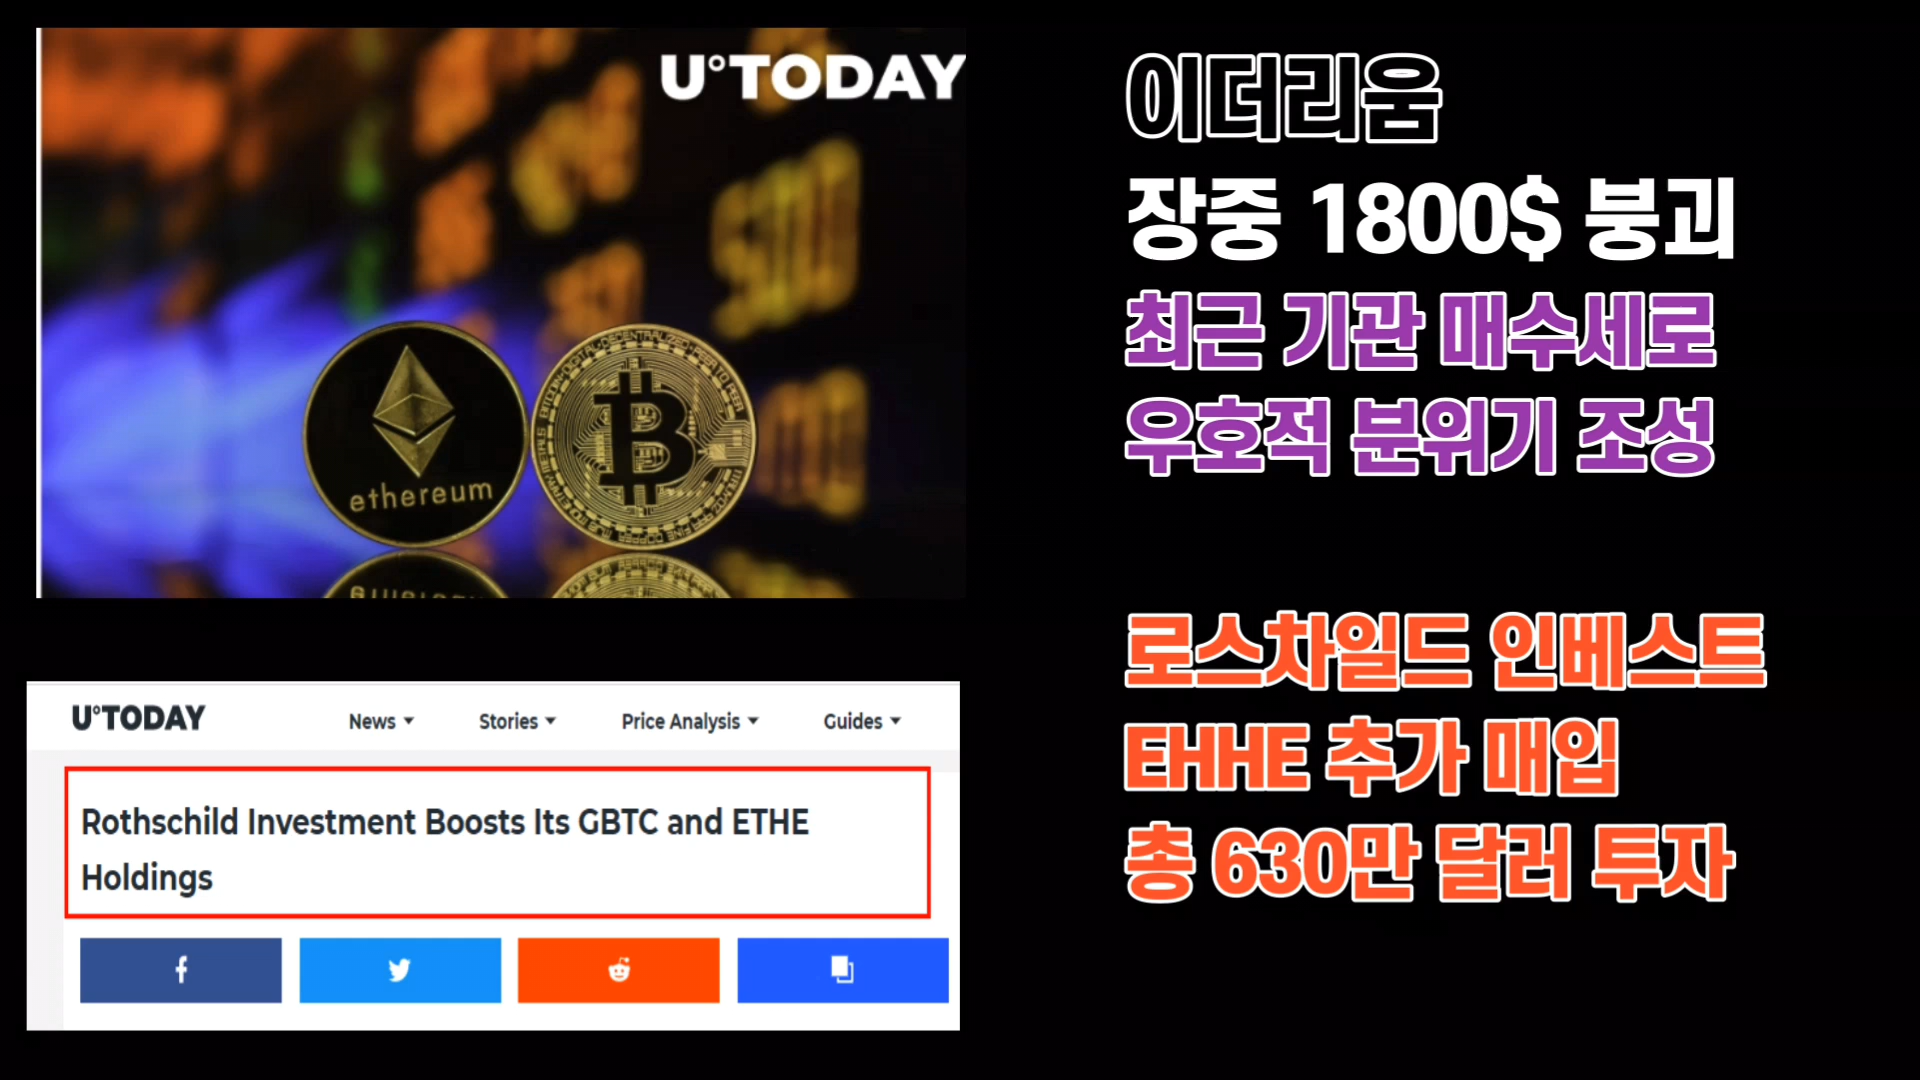 U°TODAY
ethereum
U°TODAY
News
Stories
Price Analysis
Guides
Rothschild Investment Boosts Its GBTC and ETHE
Holdings
이더리움
장중 1800$ 붕괴
최근 기관 매수세로
우호적 분위기 조성
로스차일드 인베스트
EHHE 추가 매입
총 630만 달러 투자